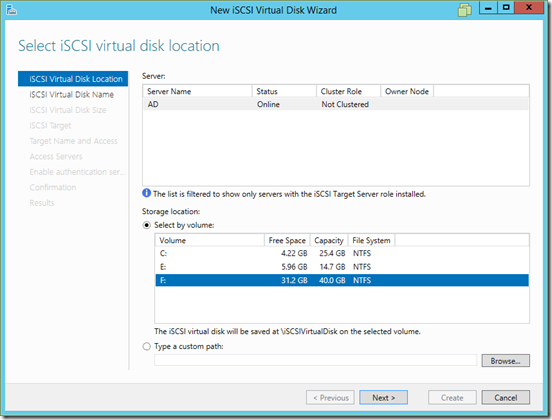 New iSCSI Virtual Disk Wizard
Select iSCSI virtual disk location
iSCSI Virtual Disk Location
iSCSI Virtual Disk Name
iSCSI Virtual Disk Size
iSCSI Target
Target Name and Access
Access Servers
Enable authentication ser...
Confirmation
Results
Server:
Server Name Status Cluster Role Owner Node
AD Online Not Clustered
The list is filtered to show only servers with the iSCSI Target Server role installed.
Storage location:
Select by volume:
Volume Free Space Capacity File System
C: 4.22 GB 25.4 GB NTFS
E: 5.96 GB 14.7 GB NTFS
F: 31.2 GB 40.0 GB NTFS
The iSCSI virtual disk will be saved at \iSCSIVirtualDisk on the selected volume.
Type a custom path:
Browse...
< Previous Next > Create Cancel